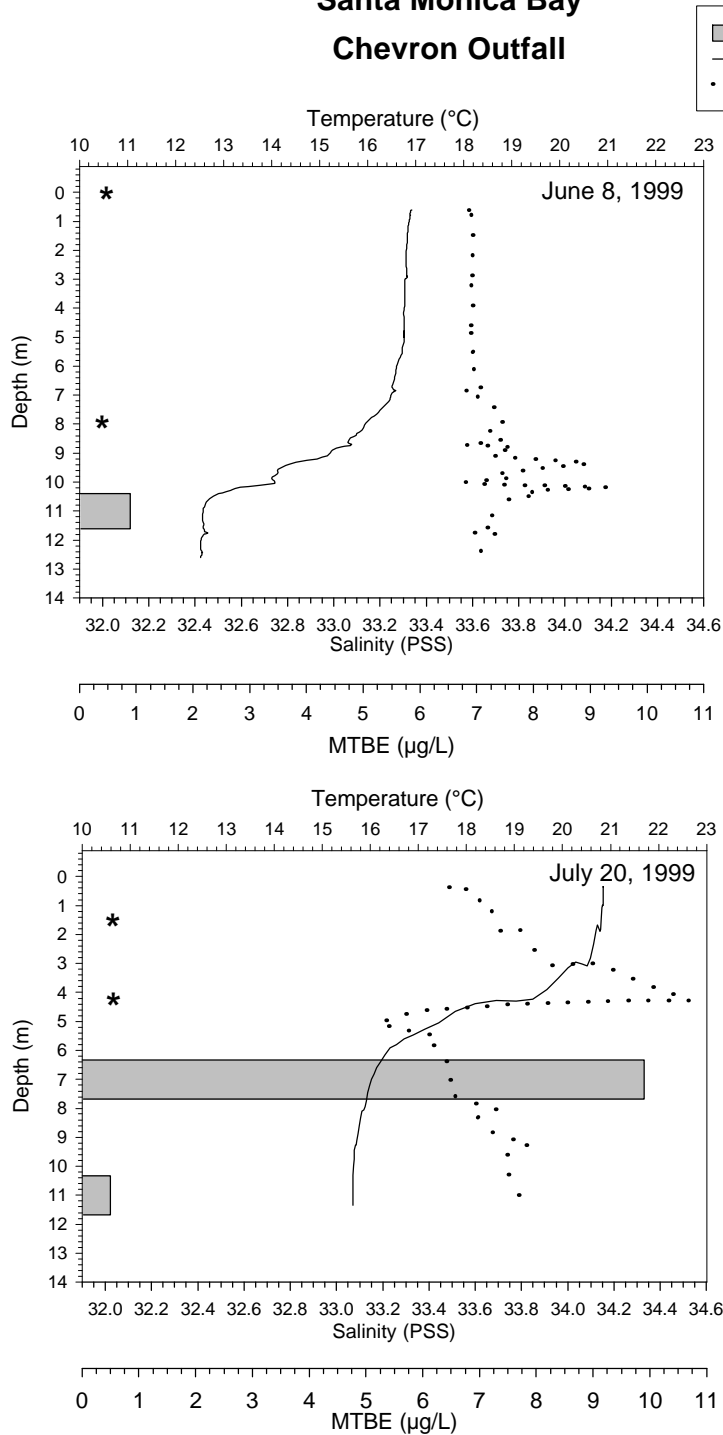 Santa Monica Bay
Chevron Outfall
Temperature (°C)
10 11 12 13 14 15 16 17 18 19 20 21 22 23
June 8, 1999
*
*
Depth (m)
0
1
2
3
4
5
6
7
8
9
10
11
12
13
14
32.0 32.2 32.4 32.6 32.8 33.0 33.2 33.4 33.6 33.8 34.0 34.2 34.4 34.6
Salinity (PSS)
0 1 2 3 4 5 6 7 8 9 10 11
MTBE (µg/L)
Temperature (°C)
10 11 12 13 14 15 16 17 18 19 20 21 22 23
July 20, 1999
*
*
Depth (m)
0
1
2
3
4
5
6
7
8
9
10
11
12
13
14
32.0 32.2 32.4 32.6 32.8 33.0 33.2 33.4 33.6 33.8 34.0 34.2 34.4 34.6
Salinity (PSS)
0 1 2 3 4 5 6 7 8 9 10 11
MTBE (µg/L)